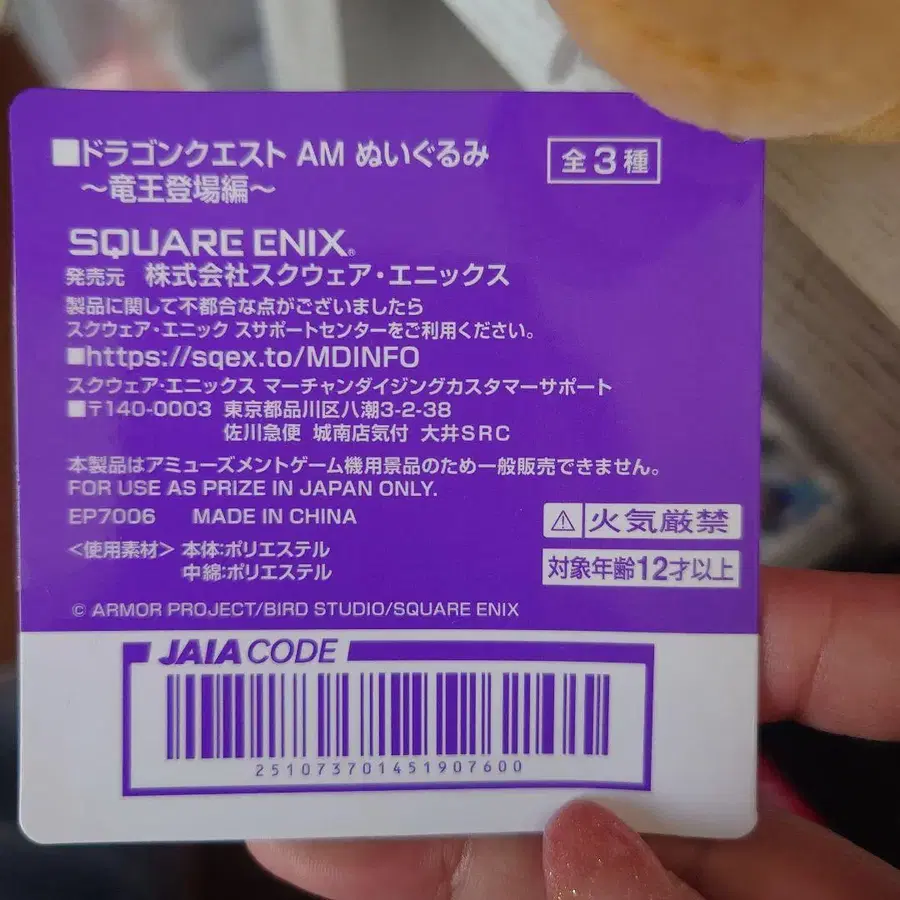 ■ドラゴンクエスト AM ぬいぐるみ
～竜王登場編～
全3種
SQUARE ENIX®
発売元 株式会社スクウェア・エニックス
製品に関して不都合な点がございましたら
スクウェア・エニック スサポートセンターをご利用ください。
■https://sqex.to/MDINFO
スクウェア・エニックス マーチャンダイジングカスタマーサポート
■〒140-0003 東京都品川区八潮3-2-38
佐川急便 城南店気付 大井SRC
本製品はアミューズメントゲーム機用景品のため一般販売できません。
FOR USE AS PRIZE IN JAPAN ONLY.
EP7006 MADE IN CHINA
⚠火気厳禁
<使用素材> 本体:ポリエステル
中綿:ポリエステル
対象年齢12才以上
© ARMOR PROJECT/BIRD STUDIO/SQUARE ENIX
JAIA CODE
251073701451907600